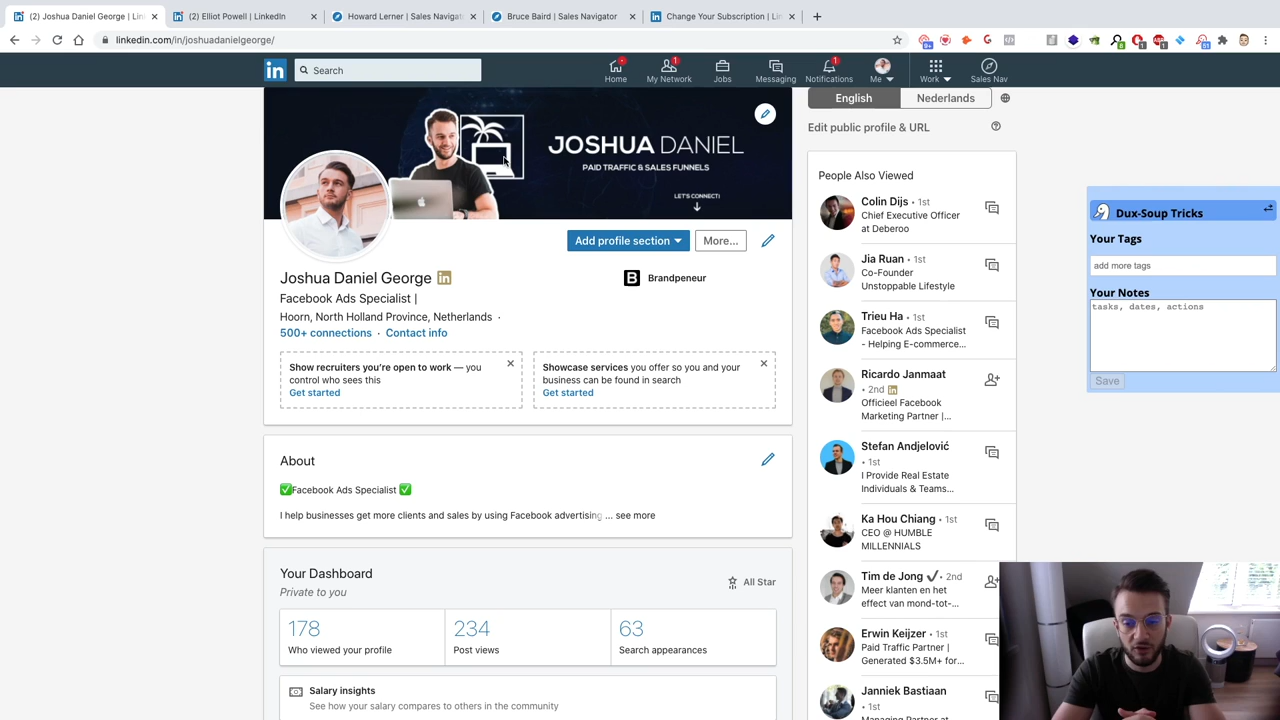 (2) Joshua Daniel George | Lin
(2) Elliot Powell | LinkedIn
Howard Lerner | Sales Navigat
Bruce Baird | Sales Navigator
Change Your Subscription | Lin
linkedin.com/in/joshuadanielgeorge/
Search
Home
My Network
Jobs
Messaging
Notifications
Me
Work
Sales Nav
JOSHUA DANIEL
PAID TRAFFIC & SALES FUNNELS
LET'S CONNECT!
Add profile section
More...
Joshua Daniel George
Brandpeneur
Facebook Ads Specialist |
Hoorn, North Holland Province, Netherlands ·
500+ connections · Contact info
Show recruiters you're open to work — you
control who sees this
Get started
Showcase services you offer so you and your
business can be found in search
Get started
About
✅Facebook Ads Specialist ✅
I help businesses get more clients and sales by using Facebook advertising ... see more
Your Dashboard
Private to you
All Star
178
Who viewed your profile
234
Post views
63
Search appearances
Salary insights
See how your salary compares to others in the community
English
Nederlands
Edit public profile & URL
People Also Viewed
Colin Dijs • 1st
Chief Executive Officer
at Deberoo
Jia Ruan • 1st
Co-Founder
Unstoppable Lifestyle
Trieu Ha • 1st
Facebook Ads Specialist
- Helping E-commerce...
Ricardo Janmaat
• 2nd
Officieel Facebook
Marketing Partner |...
Stefan Andjelović
• 1st
I Provide Real Estate
Individuals & Teams...
Ka Hou Chiang • 1st
CEO @ HUMBLE
MILLENNIALS
Tim de Jong ✔ • 2nd
Meer klanten en het
effect van mond-tot-...
Erwin Keijzer • 1st
Paid Traffic Partner |
Generated $3.5M+ for...
Janniek Bastiaan
• 1st
Managing Partner at
Dux-Soup Tricks
Your Tags
add more tags
Your Notes
tasks, dates, actions
Save